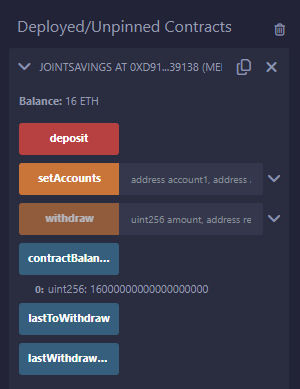 Deployed/Unpinned Contracts
JOINTSAVINGS AT 0XD91...39138 (MEI
Balance: 16 ETH
deposit
setAccounts address account1, address a
withdraw uint256 amount, address re
contractBalan...
0: uint256: 16000000000000000000
lastToWithdraw
lastWithdraw...